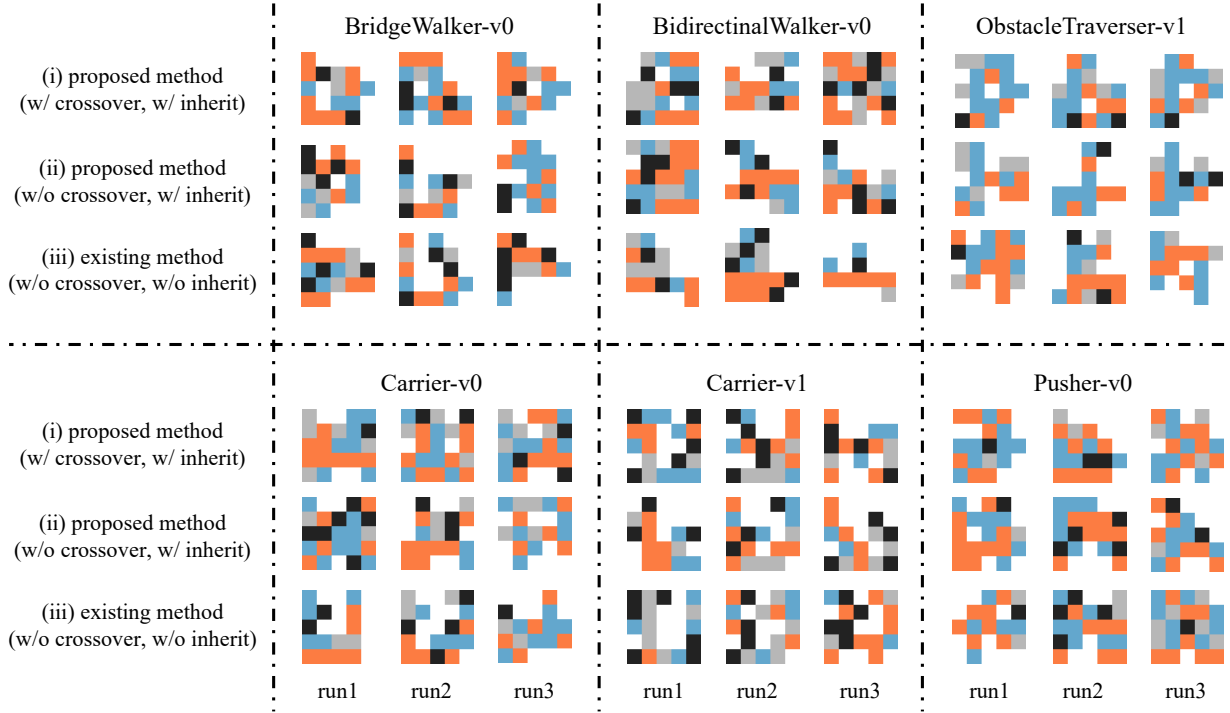 BridgeWalker-v0
BidirectinalWalker-v0
ObstacleTraverser-v1
(i) proposed method
(w/ crossover, w/ inherit)
(ii) proposed method
(w/o crossover, w/ inherit)
(iii) existing method
(w/o crossover, w/o inherit)
Carrier-v0
Carrier-v1
Pusher-v0
(i) proposed method
(w/ crossover, w/ inherit)
(ii) proposed method
(w/o crossover, w/ inherit)
(iii) existing method
(w/o crossover, w/o inherit)
run1 run2 run3 run1 run2 run3 run1 run2 run3